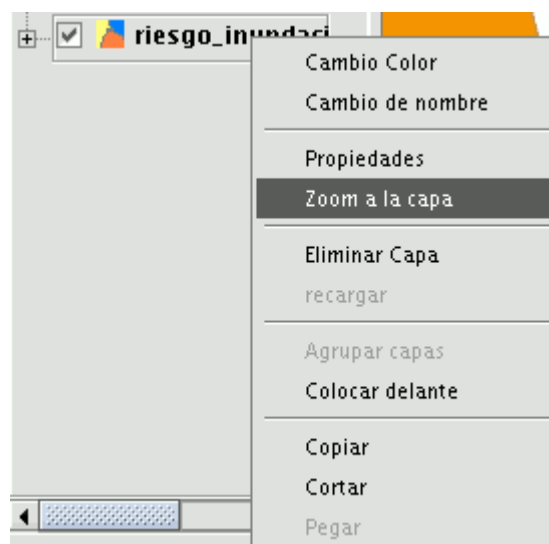 riesgo_inundaci
Cambio Color
Cambio de nombre
Propiedades
Zoom a la capa
Eliminar Capa
recargar
Agrupar capas
Colocar delante
Copiar
Cortar
Pegar